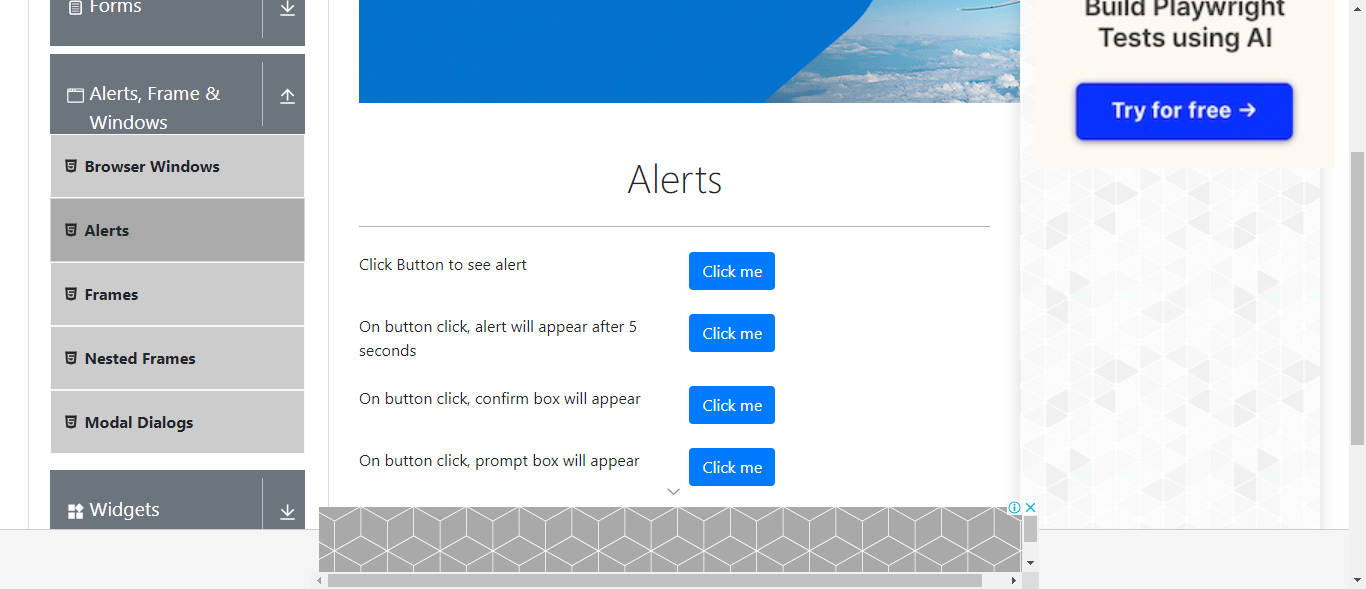 Forms
Alerts, Frame &
Windows
Browser Windows
Alerts
Frames
Nested Frames
Modal Dialogs
Widgets
Alerts
Click Button to see alert
Click me
On button click, alert will appear after 5
seconds
Click me
On button click, confirm box will appear
Click me
On button click, prompt box will appear
Click me
Build Playwright
Tests using AI
Try for free →